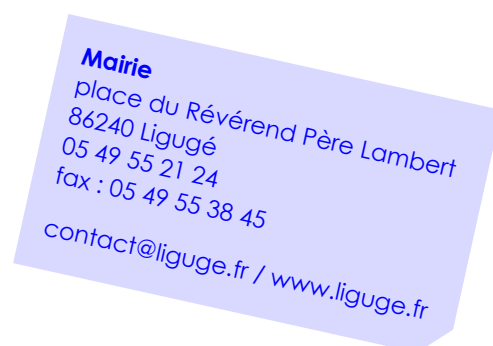 Mairie
place du Révérend Père Lambert
86240 Ligugé
05 49 55 21 24
fax : 05 49 55 38 45
contact@liguge.fr / www.liguge.fr